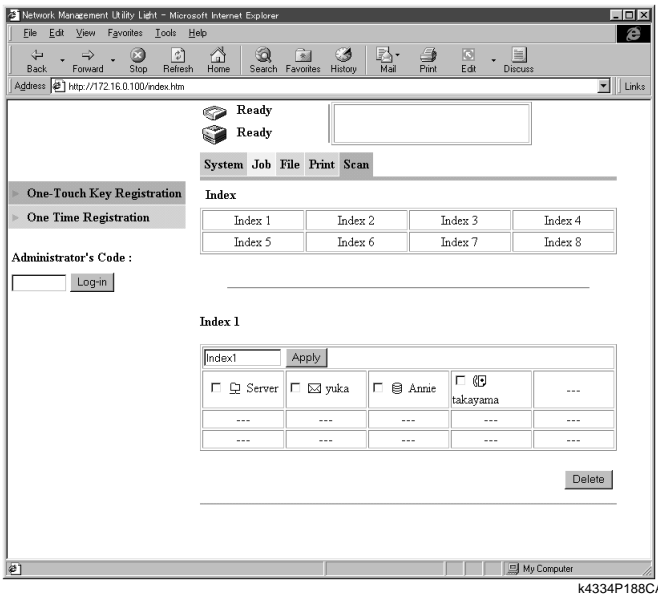 Network Management Utility Light - Microsoft Internet Explorer
File Edit View Favorites Tools Help
Back Forward Stop Refresh Home Search Favorites History Mail Print Edit Discuss
Address http://172.16.0.100/index.htm Links
Ready
Ready
System Job File Print Scan
One-Touch Key Registration
One Time Registration
Administrator's Code :
Log-in
Index
Index 1 Index 2 Index 3 Index 4
Index 5 Index 6 Index 7 Index 8
Index 1
Index1 Apply
Server yuka Annie takayama ---
--- --- --- --- ---
--- --- --- --- ---
Delete
My Computer